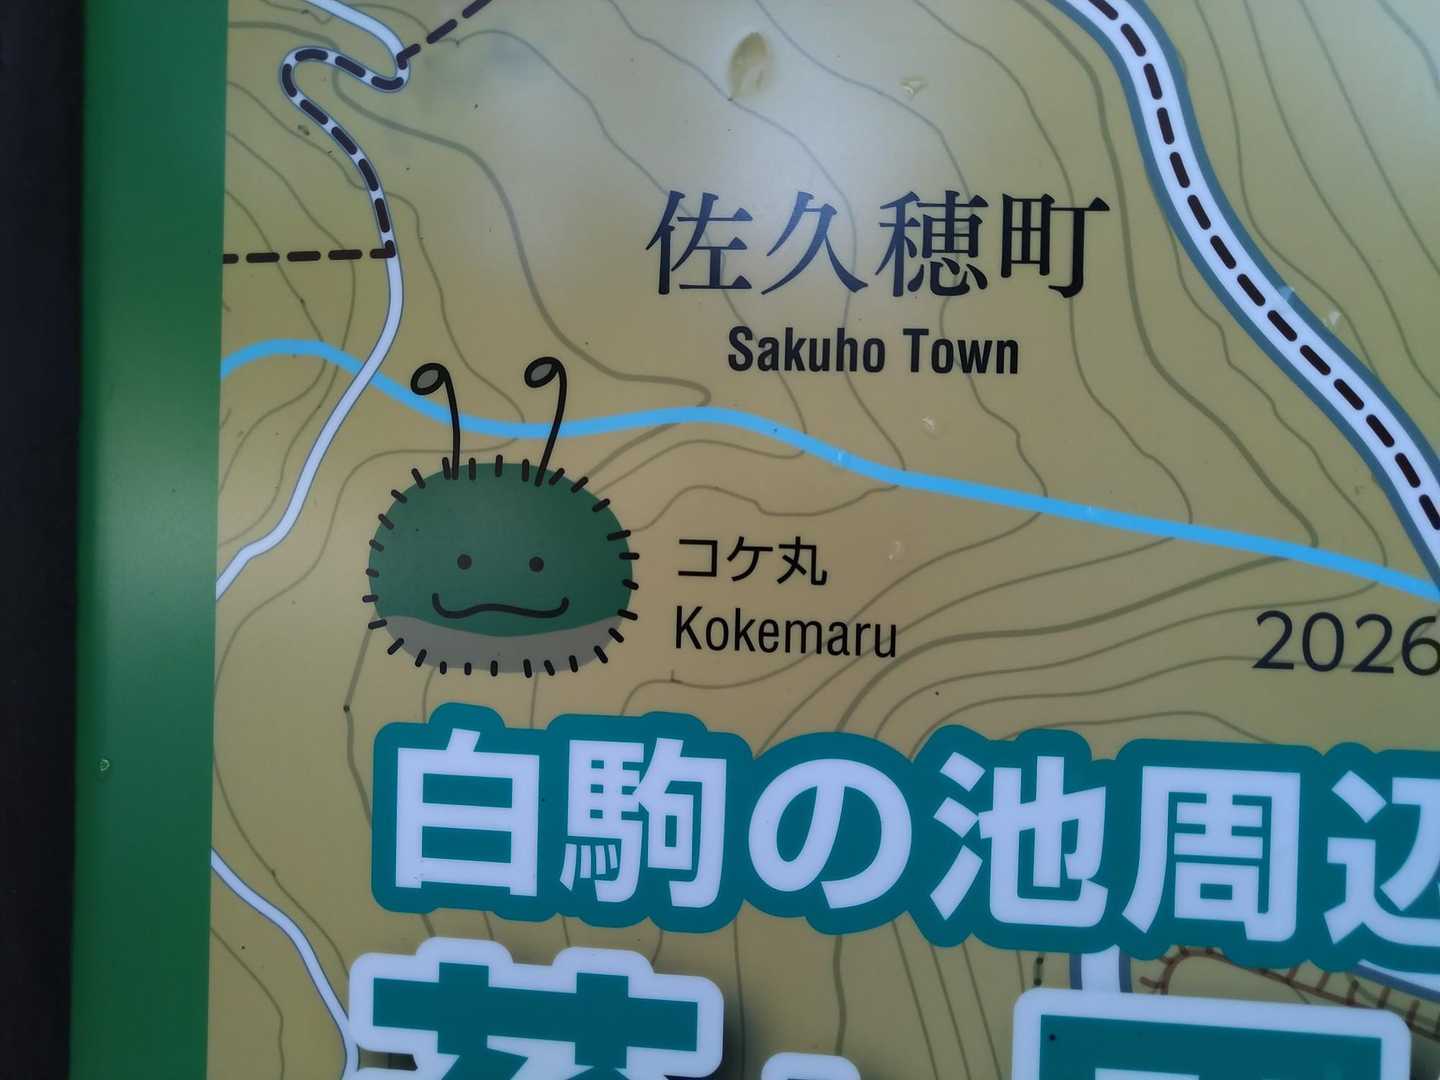 佐久穂町
Sakuho Town
コケ丸
Kokemaru
2026
白駒の池周辺